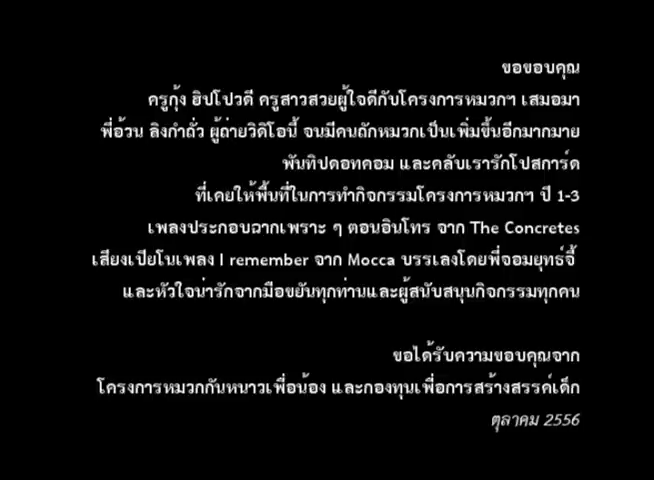 ขอขอบคุณ
ครูกุ้ง ฮิปโปวดี ครูสาวสวยผู้ใจดีกับโครงการหมวกฯ เสมอมา
พี่อ้วน ลิงกำถั่ว ผู้ถ่ายวิดิโอนี้ จนมีคนถักหมวกเป็นเพิ่มขึ้นอีกมากมาย
พันทิปดอทคอม และคลับเรารักโปสการ์ด
ที่เคยให้พื้นที่ในการทำกิจกรรมโครงการหมวกฯ ปี 1-3
เพลงประกอบฉากเพราะ ๆ ตอนอินโทร จาก The Concretes
เสียงเปียโนเพลง I remember จาก Mocca บรรเลงโดยพี่จอมยุทธ์จี้
และหัวใจน่ารักจากมือขยันทุกท่านและผู้สนับสนุนกิจกรรมทุกคน
ขอได้รับความขอบคุณจาก
โครงการหมวกกันหนาวเพื่อน้อง และกองทุนเพื่อการสร้างสรรค์เด็ก
ตุลาคม 2556